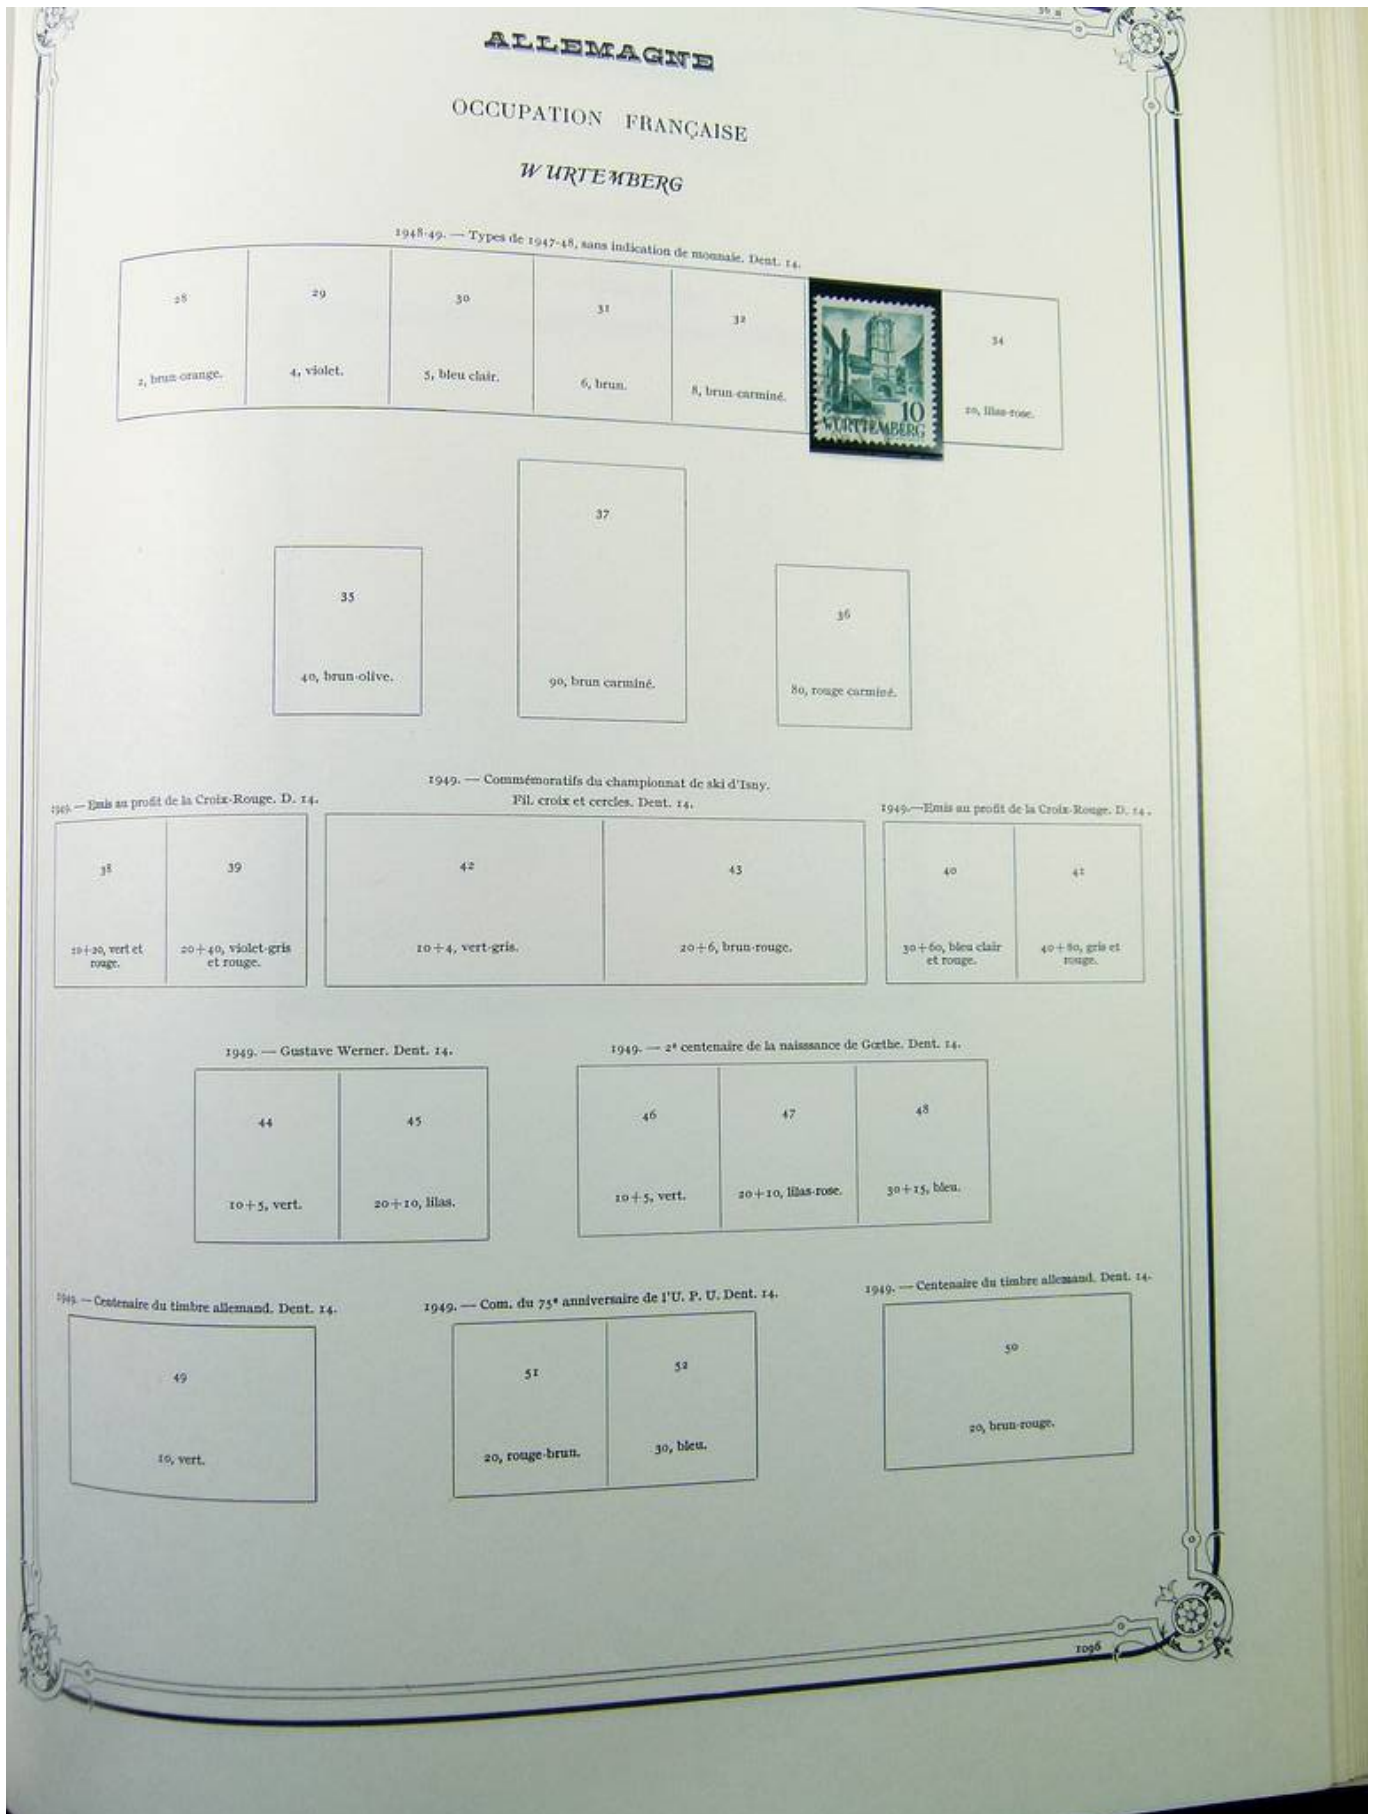 ALLEMAGNE
OCCUPATION FRANÇAISE
WURTEMBERG
1948-49. — Types de 1947-48, sans indication de monnaie. Dent. 14.
28
29
30
31
32
34
2, brun-orange.
4, violet.
5, bleu clair.
6, brun.
8, brun carminé.
10
WÜRTTEMBERG
20, lilas-rose.
37
35
36
40, brun-olive.
90, brun carminé.
80, rouge carminé.
1949. — Emis au profit de la Croix-Rouge. D. 14.
38
39
10+20, vert et
rouge.
20+40, violet-gris
et rouge.
1949. — Commémoratifs du championnat de ski d'Isny.
Fil. croix et cercles. Dent. 14.
42
43
10+4, vert-gris.
20+6, brun-rouge.
1949.—Emis au profit de la Croix-Rouge. D. 14.
40
41
30+60, bleu clair
et rouge.
40+80, gris et
rouge.
1949. — Gustave Werner. Dent. 14.
44
45
10+5, vert.
20+10, lilas.
1949. — 2e centenaire de la naisssance de Gœthe. Dent. 14.
46
47
48
10+5, vert.
20+10, lilas-rose.
30+15, bleu.
1949. — Centenaire du timbre allemand. Dent. 14.
49
10, vert.
1949. — Com. du 75e anniversaire de l'U. P. U. Dent. 14.
51
52
20, rouge-brun.
30, bleu.
1949. — Centenaire du timbre allemand. Dent. 14.
50
20, brun-rouge.
1096